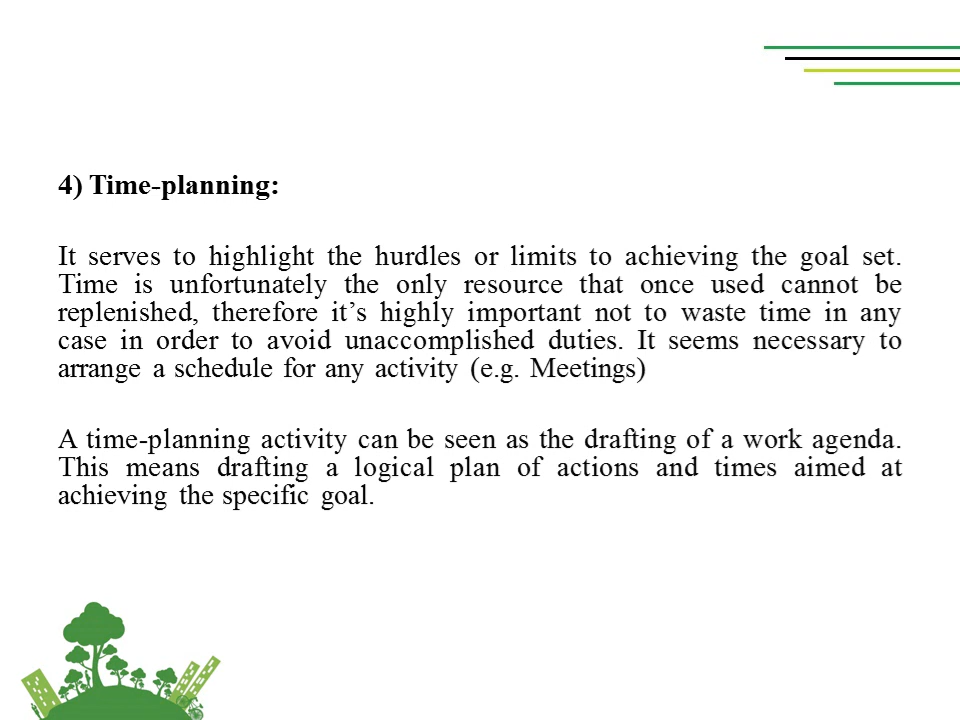 4) Time-planning:
It serves to highlight the hurdles or limits to achieving the goal set.
Time is unfortunately the only resource that once used cannot be
replenished, therefore it’s highly important not to waste time in any
case in order to avoid unaccomplished duties. It seems necessary to
arrange a schedule for any activity (e.g. Meetings)
A time-planning activity can be seen as the drafting of a work agenda.
This means drafting a logical plan of actions and times aimed at
achieving the specific goal.